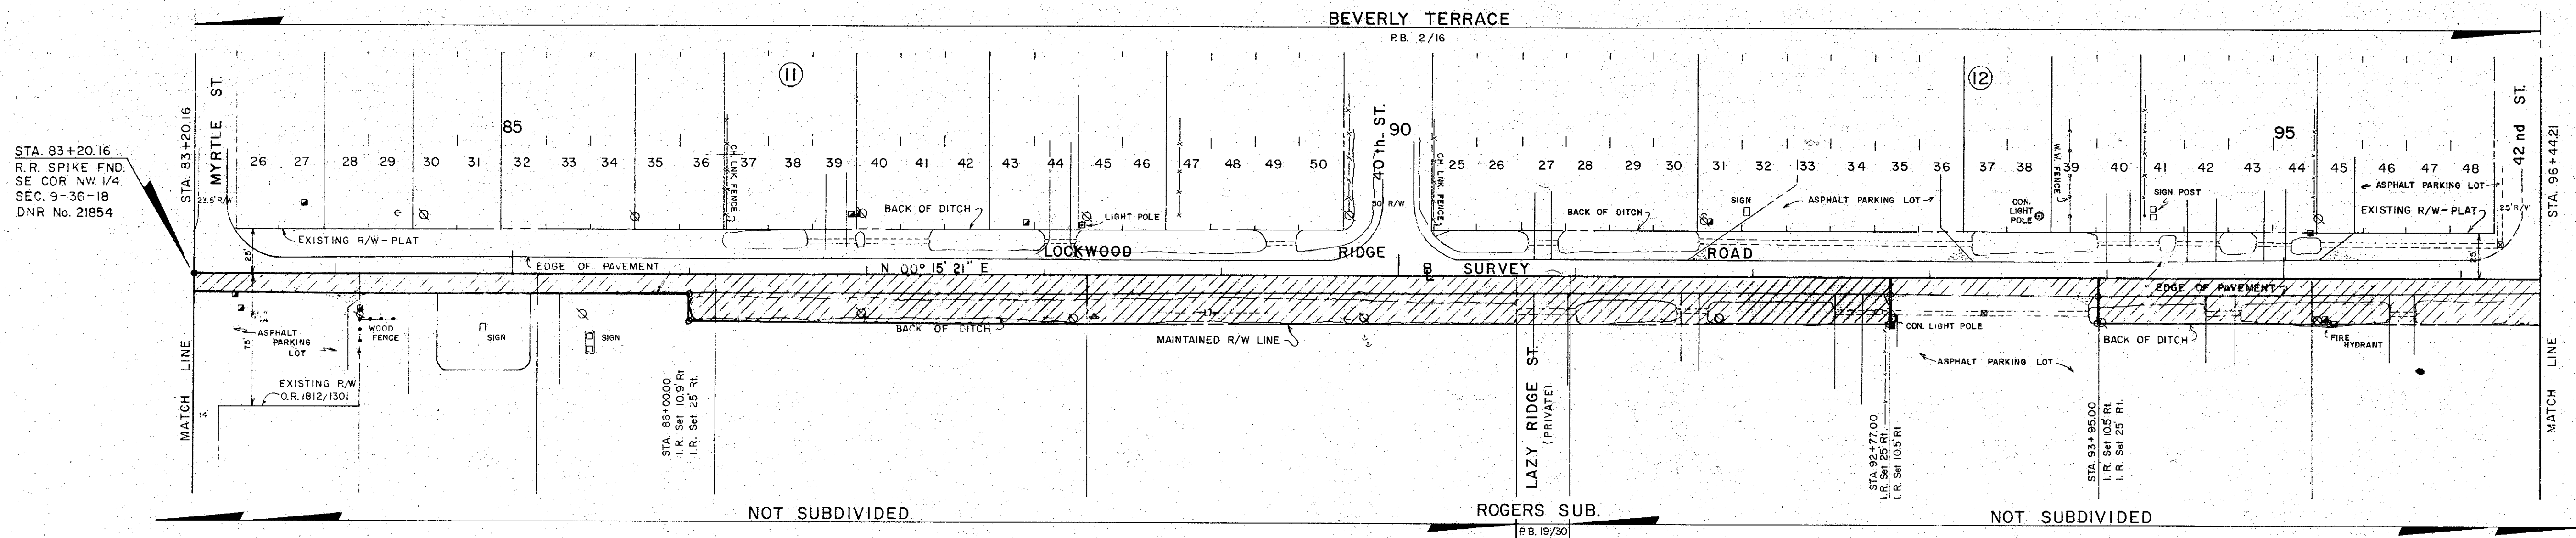 BEVERLY TERRACE
P.B. 2/16
11
12
STA. 83+20.16
R.R. SPIKE FND.
SE COR NW 1/4
SEC. 9-36-18
DNR No. 21854
STA. 83+20.16
MYRTLE ST.
85
90
95
40th ST.
42nd ST.
STA. 96+44.21
26 27 28 29 30 31 32 33 34 35 36 37 38 39 40 41 42 43 44 45 46 47 48 49 50
25 26 27 28 29 30 31 32 33 34 35 36 37 38 39 40 41 42 43 44 45 46 47 48
CH. LNK. FENCE
CH. LNK. FENCE
W.W. FENCE
23.5' R/W
BACK OF DITCH
LIGHT POLE
50 R/W
BACK OF DITCH
SIGN
ASPHALT PARKING LOT
CON.
LIGHT
POLE
SIGN POST
ASPHALT PARKING LOT
EXISTING R/W-PLAT
25' R/W
EXISTING R/W-PLAT
25'
LOCKWOOD RIDGE ROAD
25'
EDGE OF PAVEMENT
N 00° 15' 21" E
B SURVEY
EDGE OF PAVEMENT
ASPHALT
PARKING
LOT
75'
WOOD
FENCE
SIGN
SIGN
BACK OF DITCH
MAINTAINED R/W LINE
CON. LIGHT POLE
ASPHALT PARKING LOT
BACK OF DITCH
FIRE
HYDRANT
EXISTING R/W
O.R. 1812/1301
14'
MATCH LINE
STA. 86+00.00
I.R. Set 10.9' Rt
I.R. Set 25' Rt.
LAZY RIDGE ST.
(PRIVATE)
STA. 92+77.00
I.R. Set 25' Rt.
I.R. Set 10.5' Rt
STA. 93+95.00
I.R. Set 10.5' Rt.
I.R. Set 25' Rt.
MATCH LINE
NOT SUBDIVIDED
ROGERS SUB.
P.B. 19/30
NOT SUBDIVIDED